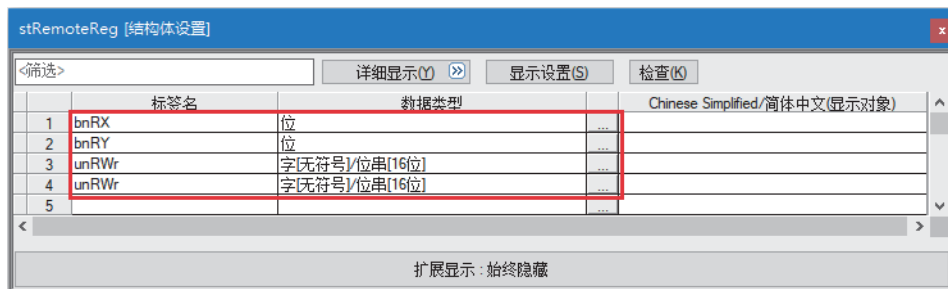 stRemoteReg [结构体设置]
<筛选> 详细显示(Y) 显示设置(S) 检查(K)
标签名 数据类型 Chinese Simplified/简体中文(显示对象)
1 bnRX 位 ...
2 bnRY 位 ...
3 unRWr 字[无符号]/位串[16位] ...
4 unRWr 字[无符号]/位串[16位] ...
5 ...
扩展显示 : 始终隐藏